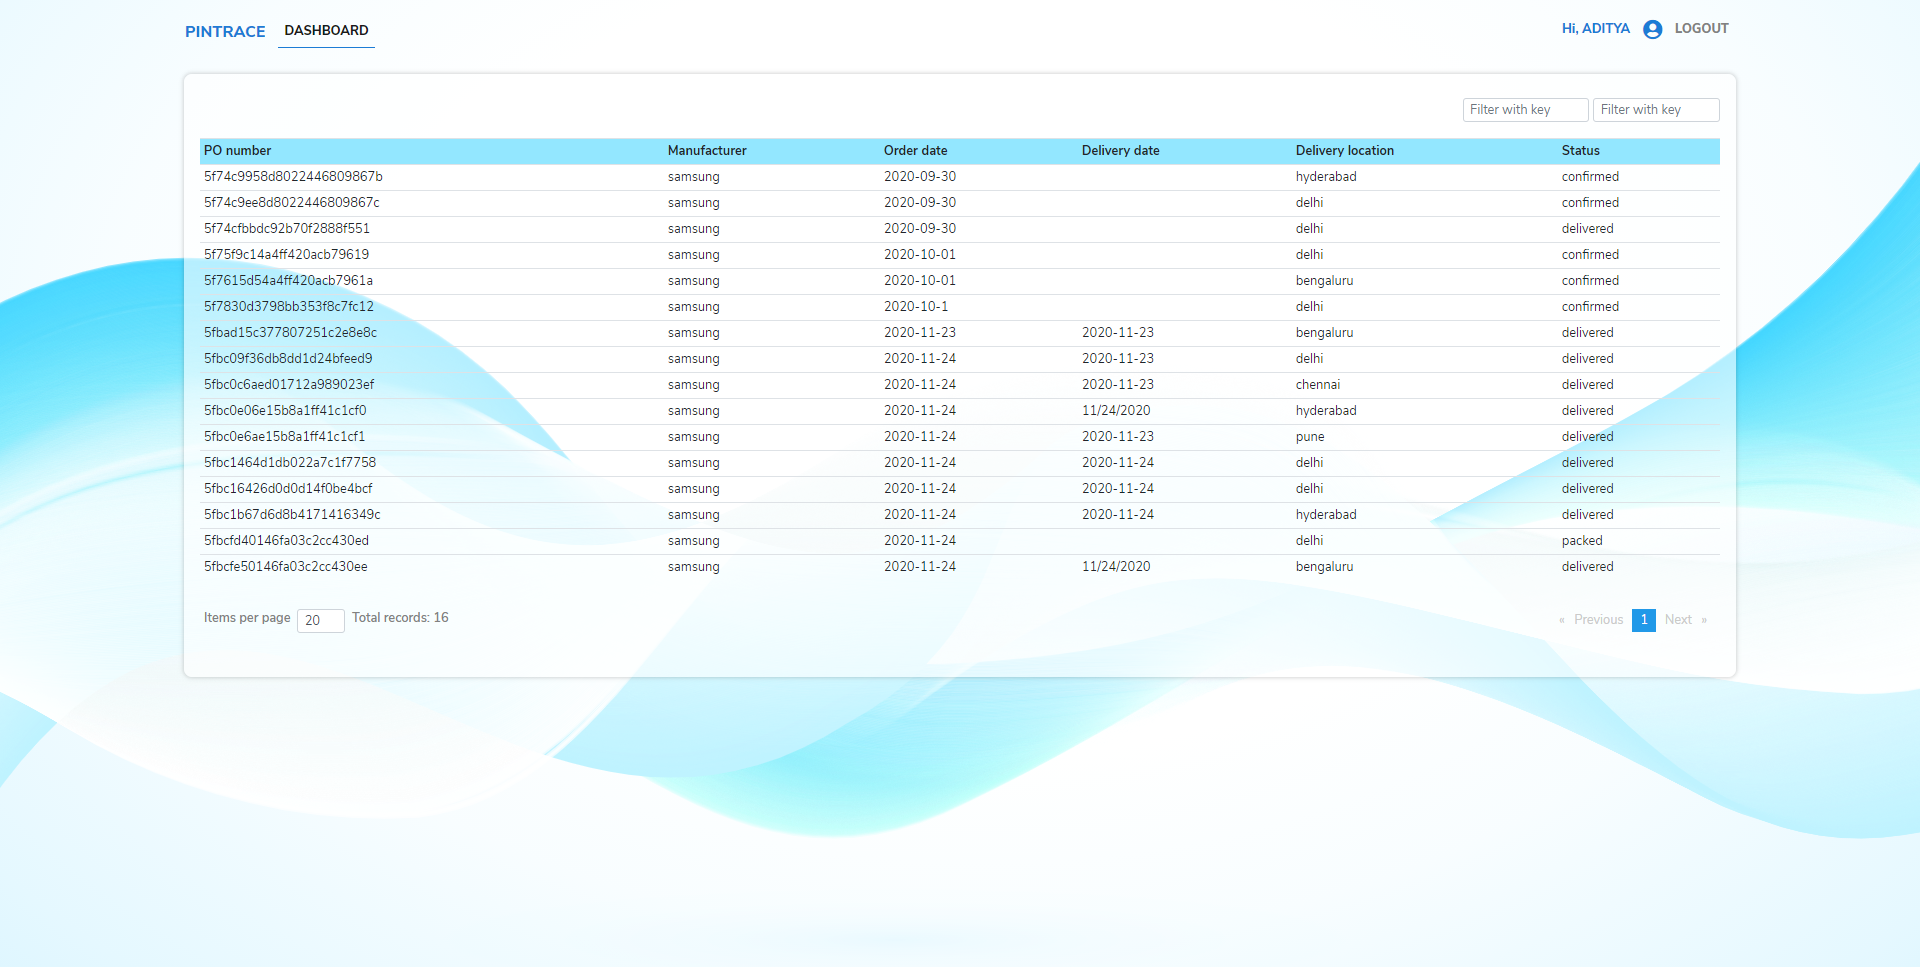 PINTRACE DASHBOARD Hi, ADITYA LOGOUT
Filter with key Filter with key
PO number Manufacturer Order date Delivery date Delivery location Status
5f74c9958d8022446809867b samsung 2020-09-30 hyderabad confirmed
5f74c9ee8d8022446809867c samsung 2020-09-30 delhi confirmed
5f74cfbbdc92b70f2888f551 samsung 2020-09-30 delhi delivered
5f75f9c14a4ff420acb79619 samsung 2020-10-01 delhi confirmed
5f7615d54a4ff420acb7961a samsung 2020-10-01 bengaluru confirmed
5f7830d3798bb353f8c7fc12 samsung 2020-10-1 delhi confirmed
5fbad15c377807251c2e8e8c samsung 2020-11-23 2020-11-23 bengaluru delivered
5fbc09f36db8dd1d24bfeed9 samsung 2020-11-24 2020-11-23 delhi delivered
5fbc0c6aed01712a989023ef samsung 2020-11-24 2020-11-23 chennai delivered
5fbc0e06e15b8a1ff41c1cf0 samsung 2020-11-24 11/24/2020 hyderabad delivered
5fbc0e6ae15b8a1ff41c1cf1 samsung 2020-11-24 2020-11-23 pune delivered
5fbc1464d1db022a7c1f7758 samsung 2020-11-24 2020-11-24 delhi delivered
5fbc16426d0d0d14f0be4bcf samsung 2020-11-24 2020-11-24 delhi delivered
5fbc1b67d6d8b4171416349c samsung 2020-11-24 2020-11-24 hyderabad delivered
5fbcfd40146fa03c2cc430ed samsung 2020-11-24 delhi packed
5fbcfe50146fa03c2cc430ee samsung 2020-11-24 11/24/2020 bengaluru delivered
Items per page 20 Total records: 16 « Previous 1 Next »